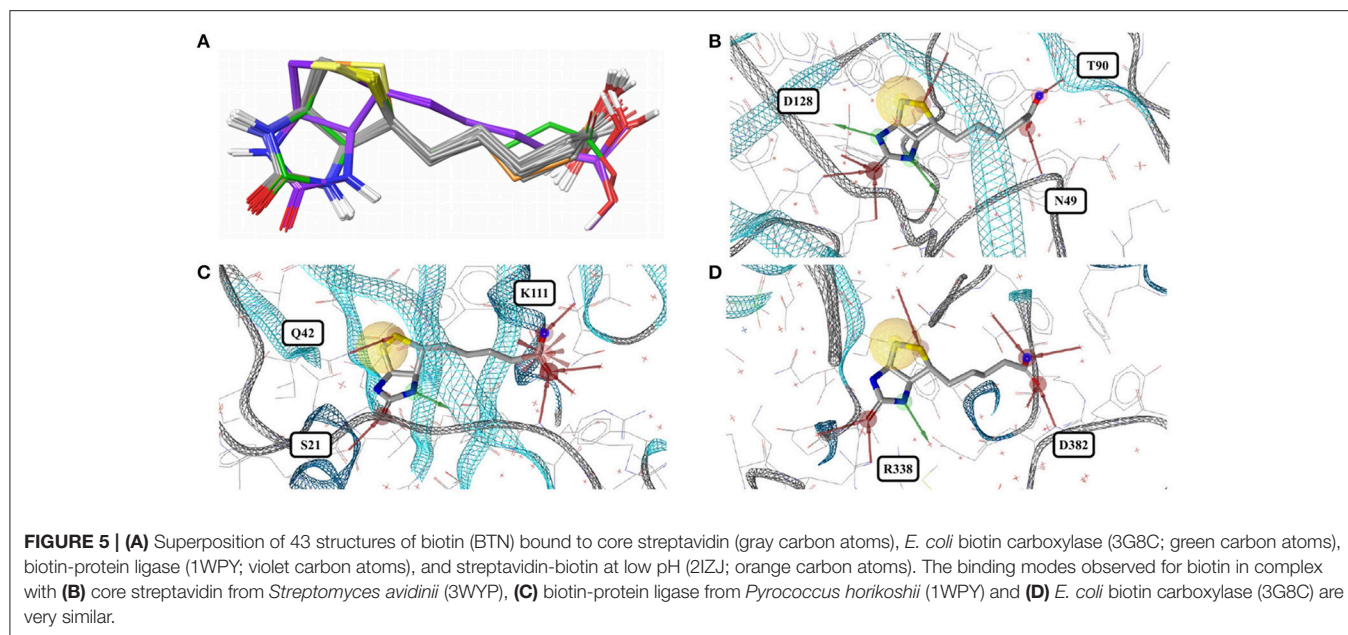 A
B
T90
D128
N49
C
K111
Q42
S21
D
R338
D382
FIGURE 5 | (A) Superposition of 43 structures of biotin (BTN) bound to core streptavidin (gray carbon atoms), E. coli biotin carboxylase (3G8C; green carbon atoms),
biotin-protein ligase (1WPY; violet carbon atoms), and streptavidin-biotin at low pH (2IZJ; orange carbon atoms). The binding modes observed for biotin in complex
with (B) core streptavidin from Streptomyces avidinii (3WYP), (C) biotin-protein ligase from Pyrococcus horikoshii (1WPY) and (D) E. coli biotin carboxylase (3G8C) are
very similar.